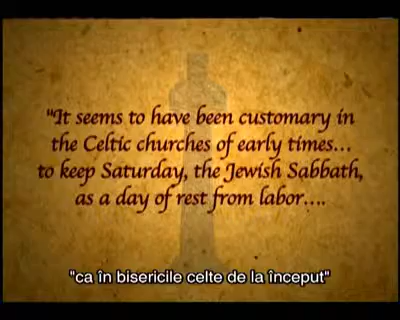 "It seems to have been customary in
the Celtic churches of early times...
to keep Saturday, the Jewish Sabbath,
as a day of rest from labor....
"ca în bisericile celte de la început"